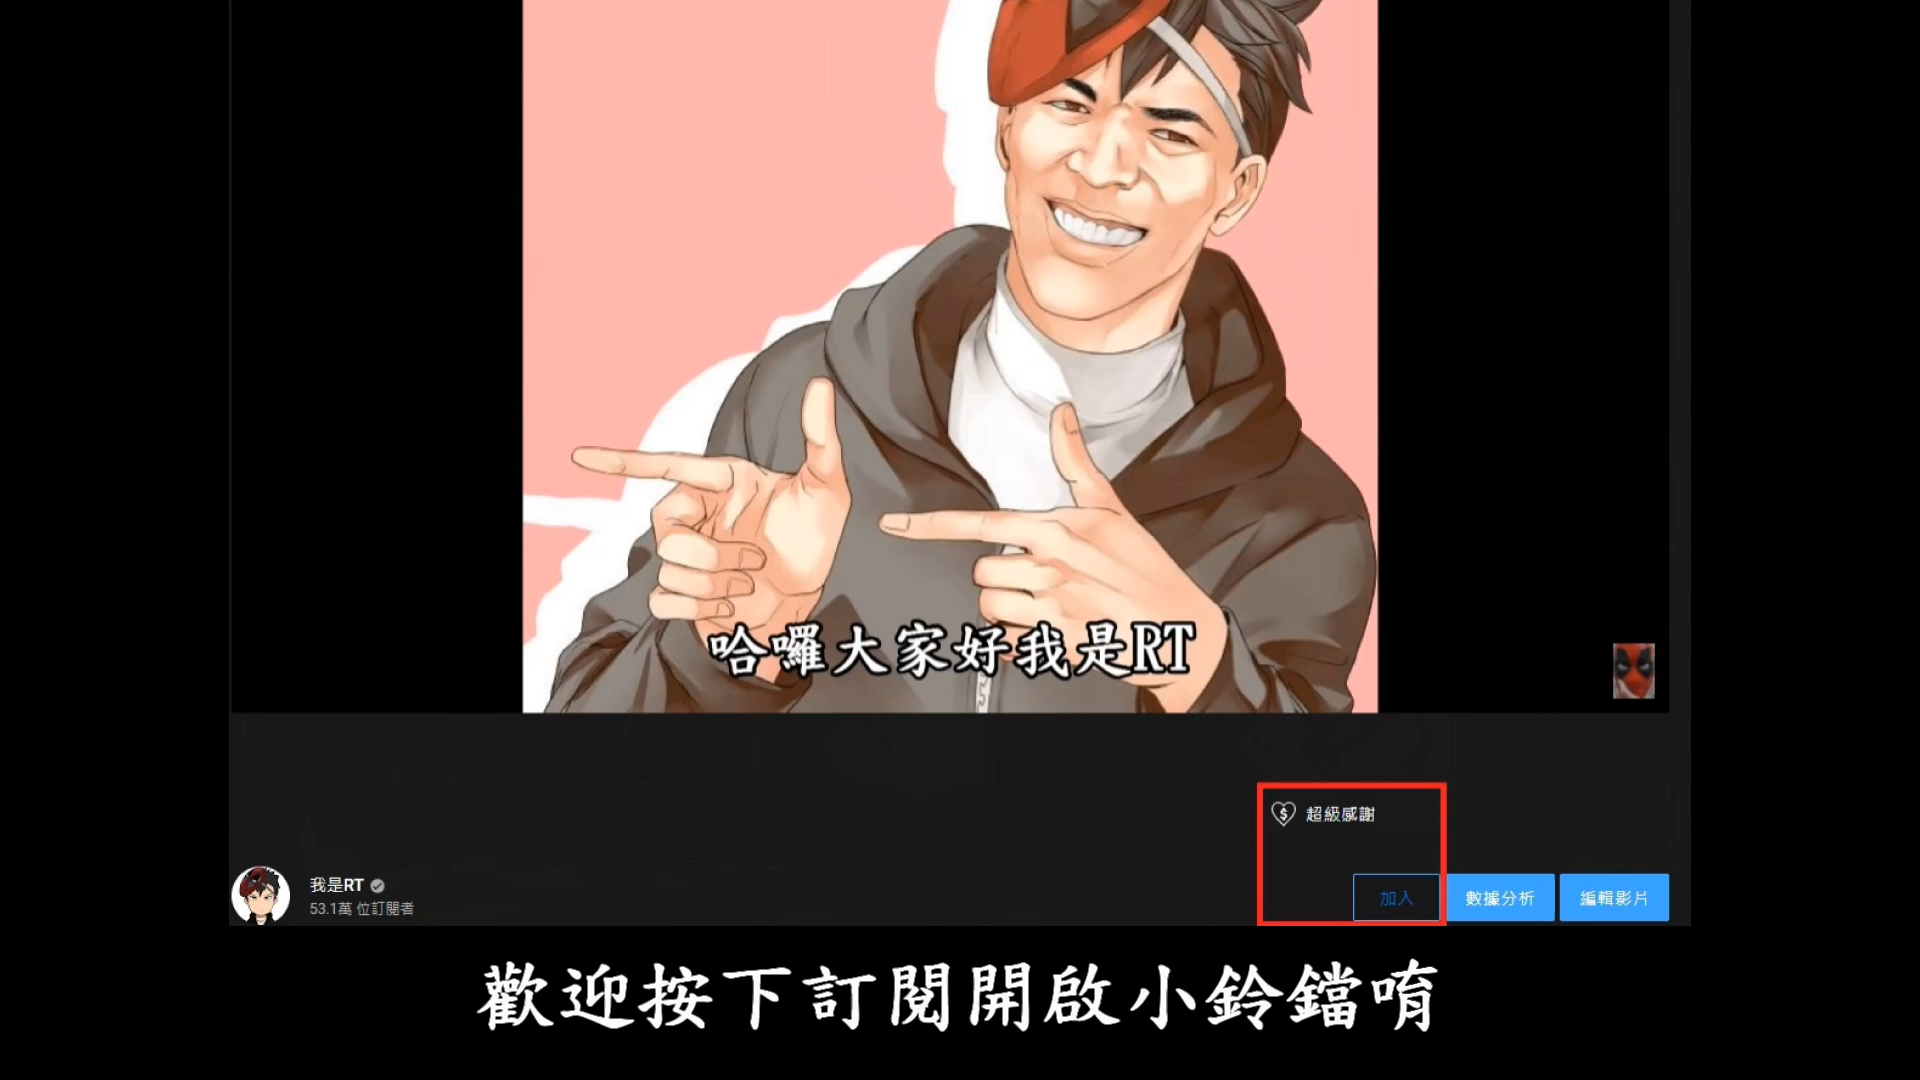 哈囉大家好我是RT
超級感謝
我是RT
53.1萬 位訂閱者
加入
數據分析
編輯影片
歡迎按下訂閱開啟小鈴鐺唷